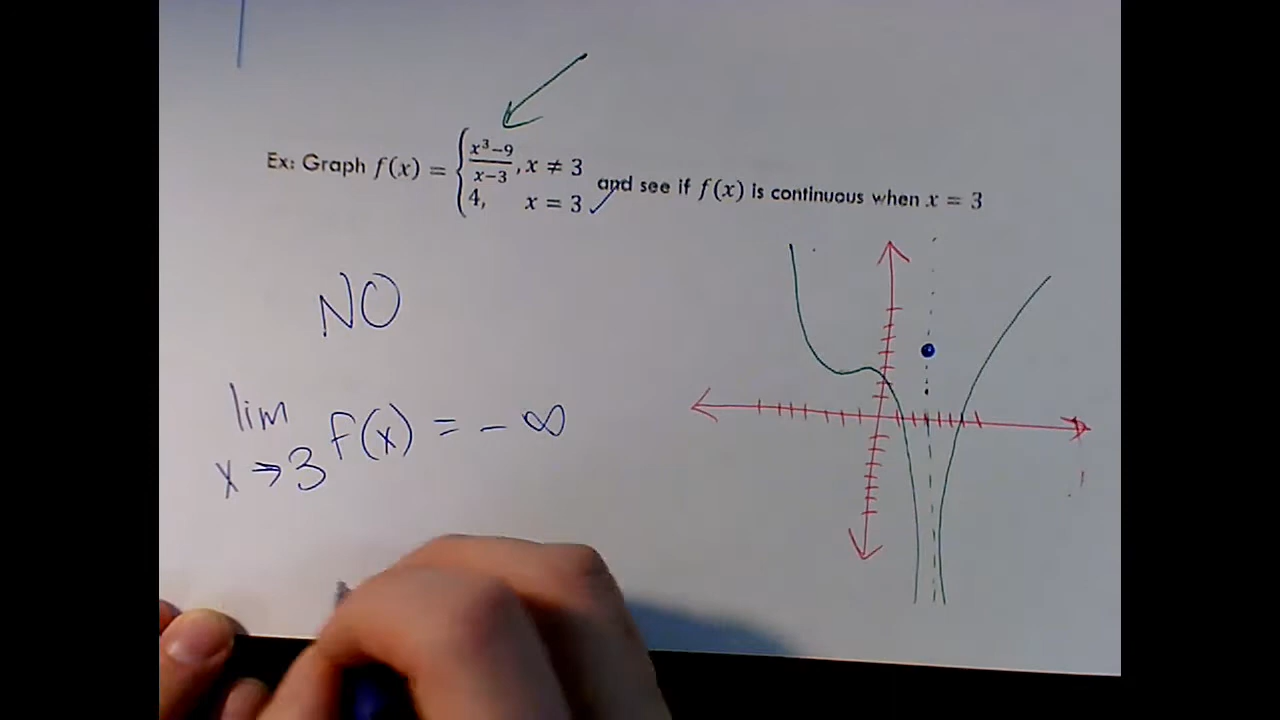 Ex: Graph f(x) = { x³−9 / x−3 , x ≠ 3
4, x = 3 and see if f(x) is continuous when x = 3
NO
lim x→3 f(x) = − ∞